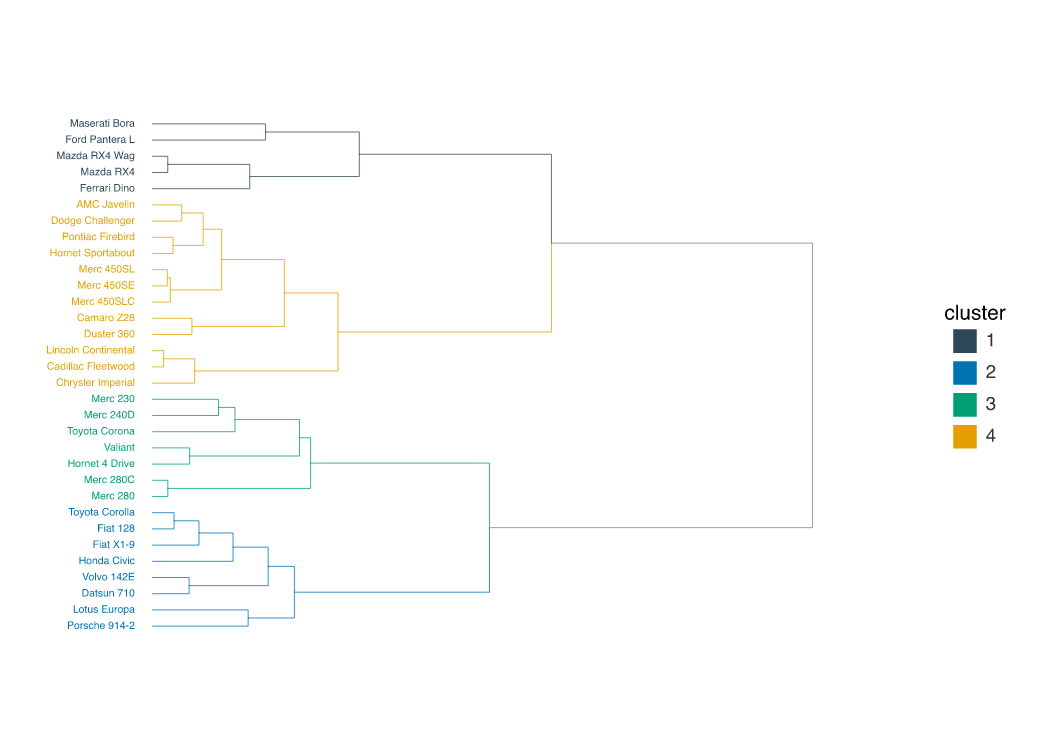 Maserati Bora
Ford Pantera L
Mazda RX4 Wag
Mazda RX4
Ferrari Dino
AMC Javelin
Dodge Challenger
Pontiac Firebird
Hornet Sportabout
Merc 450SL
Merc 450SE
Merc 450SLC
Camaro Z28
Duster 360
Lincoln Continental
Cadillac Fleetwood
Chrysler Imperial
Merc 230
Merc 240D
Toyota Corona
Valiant
Hornet 4 Drive
Merc 280C
Merc 280
Toyota Corolla
Fiat 128
Fiat X1-9
Honda Civic
Volvo 142E
Datsun 710
Lotus Europa
Porsche 914-2
cluster
1
2
3
4